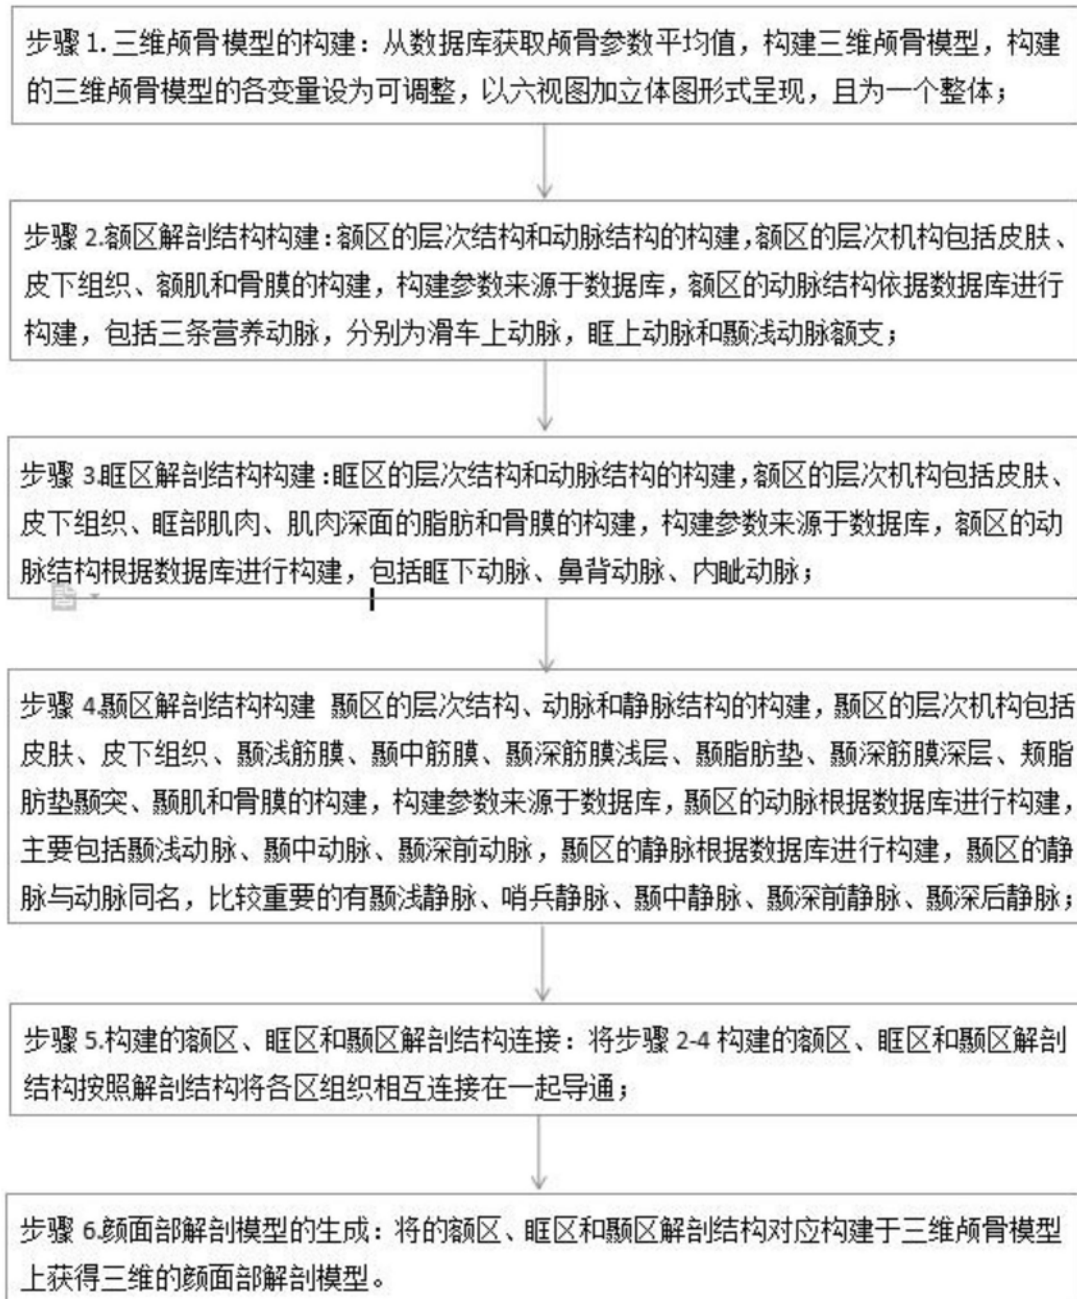 步骤 1. 三维颅骨模型的构建：从数据库获取颅骨参数平均值，构建三维颅骨模型，构建
的三维颅骨模型的各变量设为可调整，以六视图加立体图形式呈现，且为一个整体；
步骤 2.额区解剖结构构建：额区的层次结构和动脉结构的构建，额区的层次机构包括皮肤、
皮下组织、额肌和骨膜的构建，构建参数来源于数据库，额区的动脉结构依据数据库进行
构建，包括三条营养动脉，分别为滑车上动脉，眶上动脉和颞浅动脉额支；
步骤 3.眶区解剖结构构建：眶区的层次结构和动脉结构的构建，额区的层次机构包括皮肤、
皮下组织、眶部肌肉、肌肉深面的脂肪和骨膜的构建，构建参数来源于数据库，额区的动
脉结构根据数据库进行构建，包括眶下动脉、鼻背动脉、内眦动脉；
步骤 4.颞区解剖结构构建 颞区的层次结构、动脉和静脉结构的构建，颞区的层次机构包括
皮肤、皮下组织、颞浅筋膜、颞中筋膜、颞深筋膜浅层、颞脂肪垫、颞深筋膜深层、颊脂
肪垫颞突、颞肌和骨膜的构建，构建参数来源于数据库，颞区的动脉根据数据库进行构建，
主要包括颞浅动脉、颞中动脉、颞深前动脉，颞区的静脉根据数据库进行构建，颞区的静
脉与动脉同名，比较重要的有颞浅静脉、哨兵静脉、颞中静脉、颞深前静脉、颞深后静脉；
步骤 5.构建的额区、眶区和颞区解剖结构连接：将步骤 2-4 构建的额区、眶区和颞区解剖
结构按照解剖结构将各区组织相互连接在一起导通；
步骤 6.颜面部解剖模型的生成：将的额区、眶区和颞区解剖结构对应构建于三维颅骨模型
上获得三维的颜面部解剖模型。